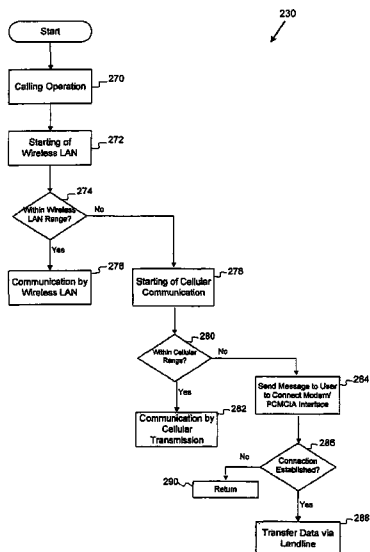 230
Start
Calling Operation
270
Starting of
Wireless LAN
272
274
Within Wireless
LAN Range?
No
Yes
Communication by
Wireless LAN
276
278
Starting of Cellular
Communication
280
Within Cellular
Range?
No
Yes
284
Send Message to User
to Connect Modem/
PCMCIA Interface
Communication by
Cellular
Transmission
282
286
Connection
Established?
No
290
Return
Yes
288
Transfer Data via
Landline